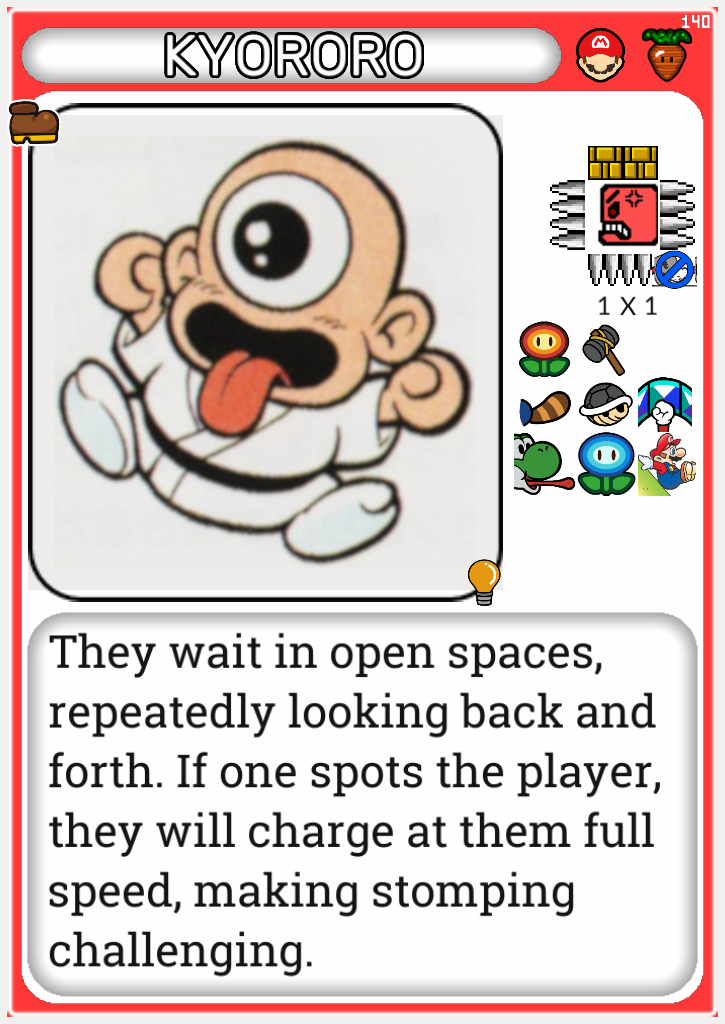 140
KYORORO
M
1 X 1
They wait in open spaces,
repeatedly looking back and
forth. If one spots the player,
they will charge at them full
speed, making stomping
challenging.